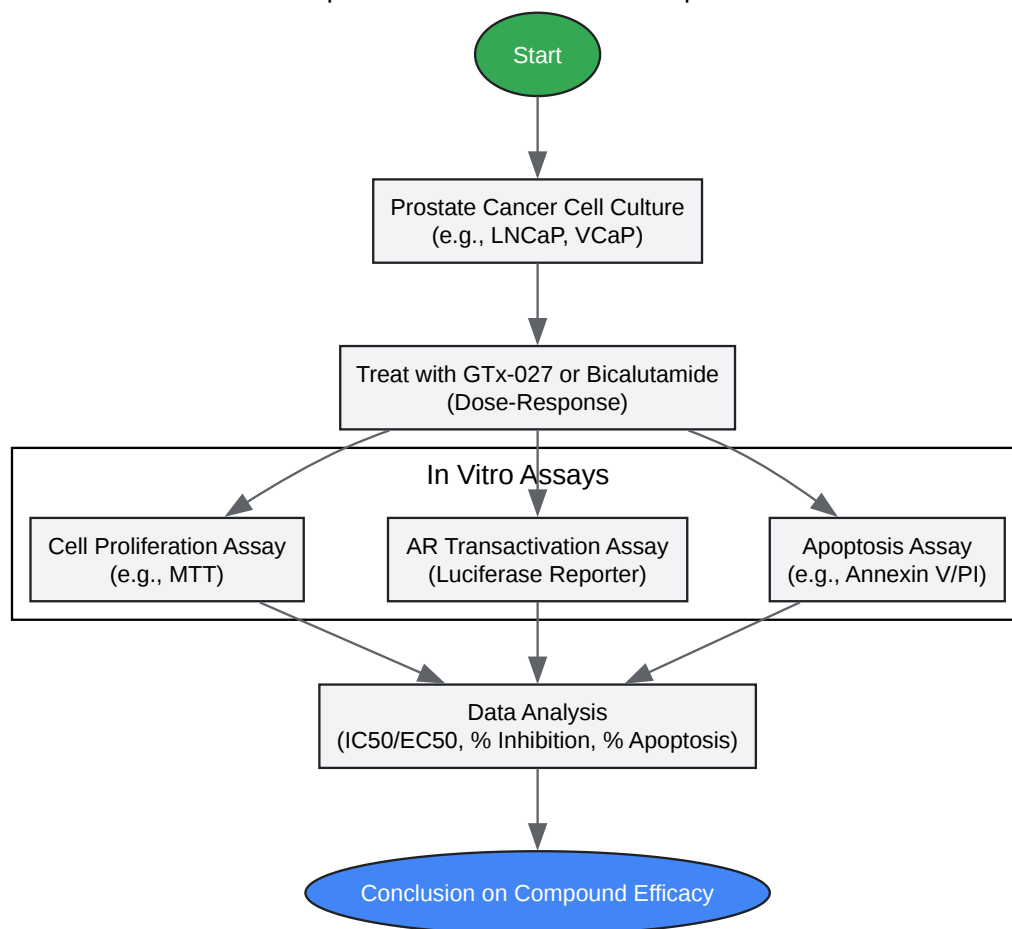 Start
Prostate Cancer Cell Culture
(e.g., LNCaP, VCaP)
Treat with GTx-027 or Bicalutamide
(Dose-Response)
In Vitro Assays
Cell Proliferation Assay
(e.g., MTT)
AR Transactivation Assay
(Luciferase Reporter)
Apoptosis Assay
(e.g., Annexin V/PI)
Data Analysis
(IC50/EC50, % Inhibition, % Apoptosis)
Conclusion on Compound Efficacy